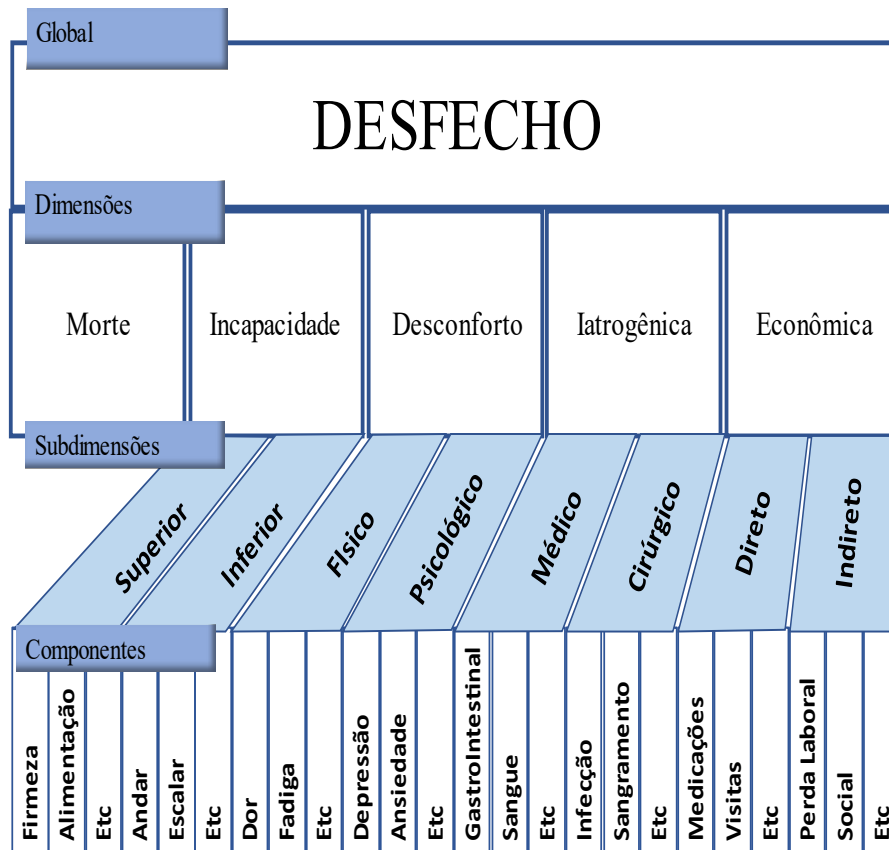 Global
DESFECHO
Dimensões
Morte
Incapacidade
Desconforto
Iatrogênica
Econômica
Subdimensões
Superior
Inferior
FIsico
Psicológico
Médico
Cirúrgico
Direto
Indireto
Componentes
Firmeza
Alimentação
Etc
Andar
Escalar
Etc
Dor
Fadiga
Etc
Depressão
Ansiedade
Etc
GastroIntestinal
Sangue
Etc
Infecção
Sangramento
Etc
Medicações
Visitas
Etc
Perda Laboral
Social
Etc